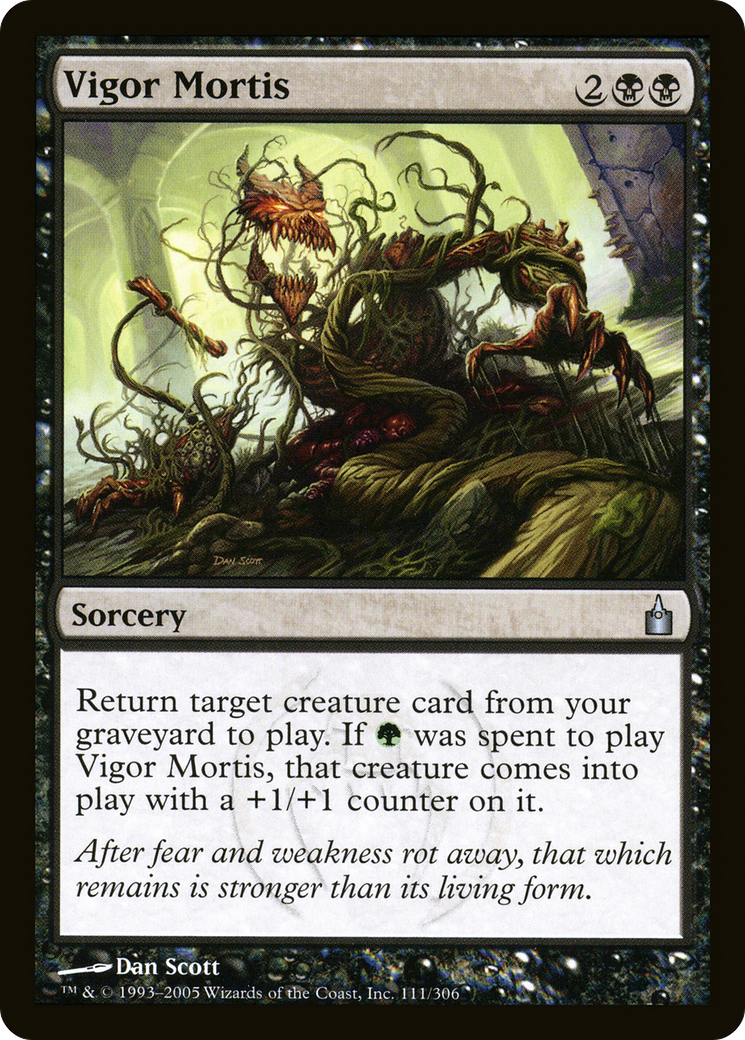 Vigor Mortis 2
DAN SCOTT
Sorcery
Return target creature card from your
graveyard to play. If was spent to play
Vigor Mortis, that creature comes into
play with a +1/+1 counter on it.
After fear and weakness rot away, that which
remains is stronger than its living form.
Dan Scott
™ & © 1993–2005 Wizards of the Coast, Inc. 111/306